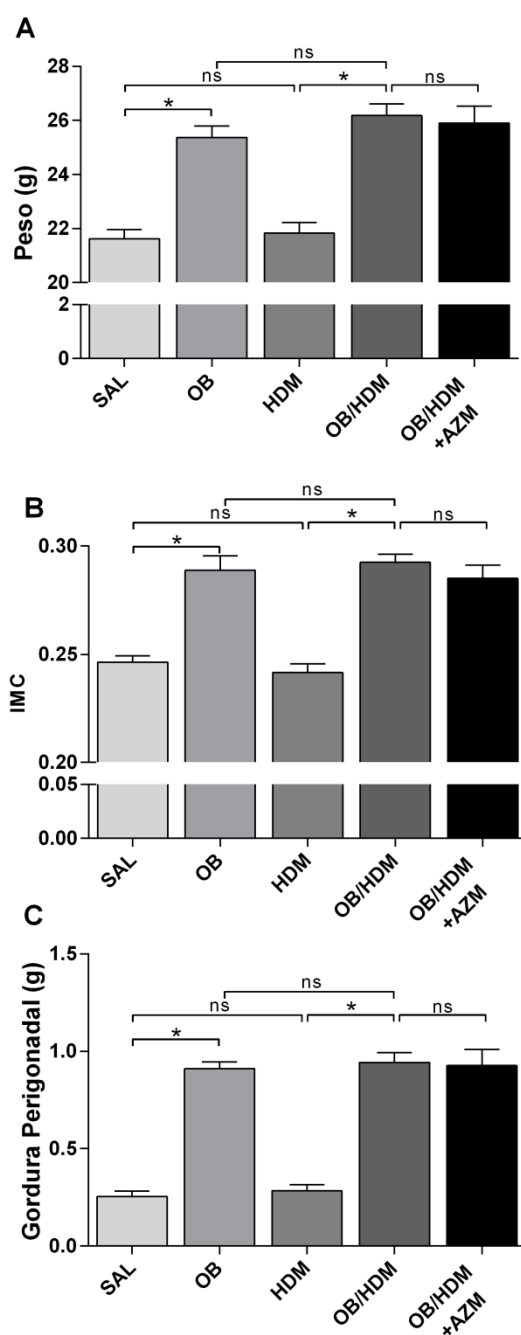 A
ns
ns
*
ns
*
28
26
24
22
20
2
0
Peso (g)
SAL
OB
HDM
OB/HDM
OB/HDM
+AZM
B
ns
ns
*
ns
*
0.30
0.25
0.20
0.05
0.00
IMC
SAL
OB
HDM
OB/HDM
OB/HDM
+AZM
C
1.5
ns
ns
*
ns
*
1.0
0.5
0.0
Gordura Perigonadal (g)
SAL
OB
HDM
OB/HDM
OB/HDM
+AZM